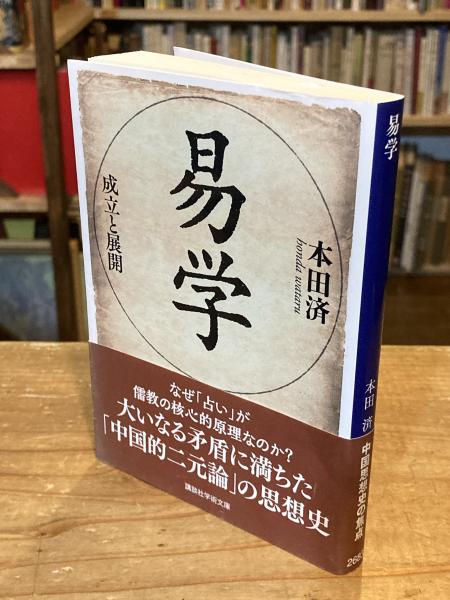 易学
成立と展開
本田済
honda wataru
なぜ「占い」が
儒教の核心的原理なのか?
大いなる矛盾に満ちた
「中国的二元論」の思想史
講談社学術文庫
易学
本田 済
中国思想史の焦点
268